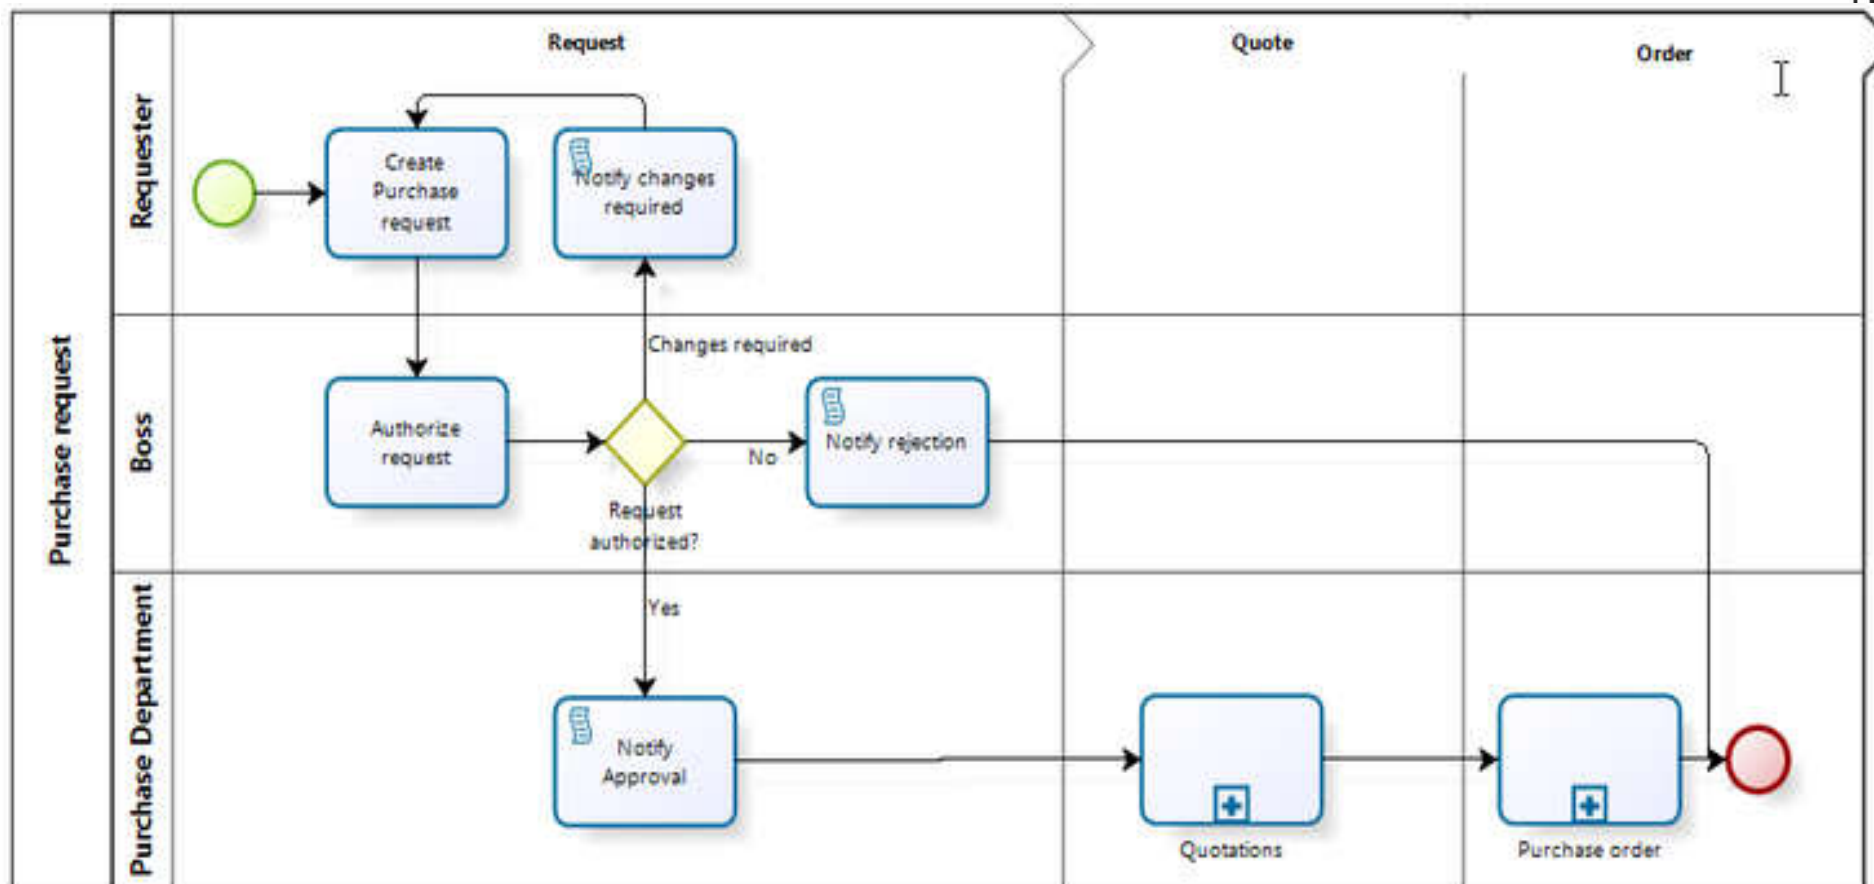 Request
Quote
Order
Purchase request
Requester
Create
Purchase
request
Notify changes
required
Changes required
Boss
Authorize
request
No
Notify rejection
Request
authorized?
Yes
Purchase Department
Notify
Approval
Quotations
Purchase order